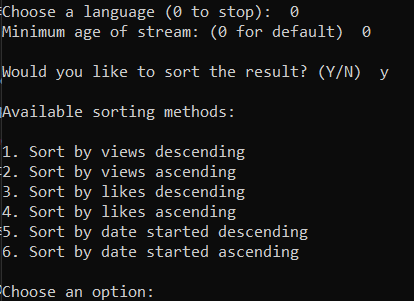 Choose a language (0 to stop):  0
Minimum age of stream: (0 for default)  0
Would you like to sort the result? (Y/N)  y
Available sorting methods:
1. Sort by views descending
2. Sort by views ascending
3. Sort by likes descending
4. Sort by likes ascending
5. Sort by date started descending
6. Sort by date started ascending
Choose an option: